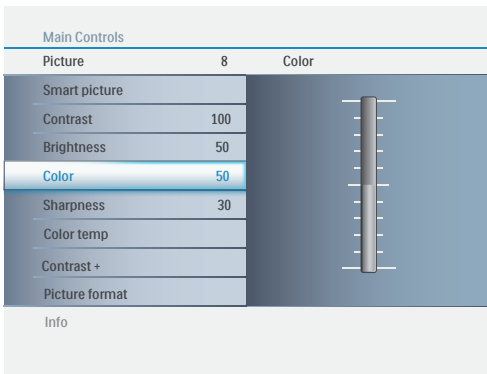 Main Controls
Picture 8 Color
Smart picture
Contrast 100
Brightness 50
Color 50
Sharpness 30
Color temp
Contrast +
Picture format
Info